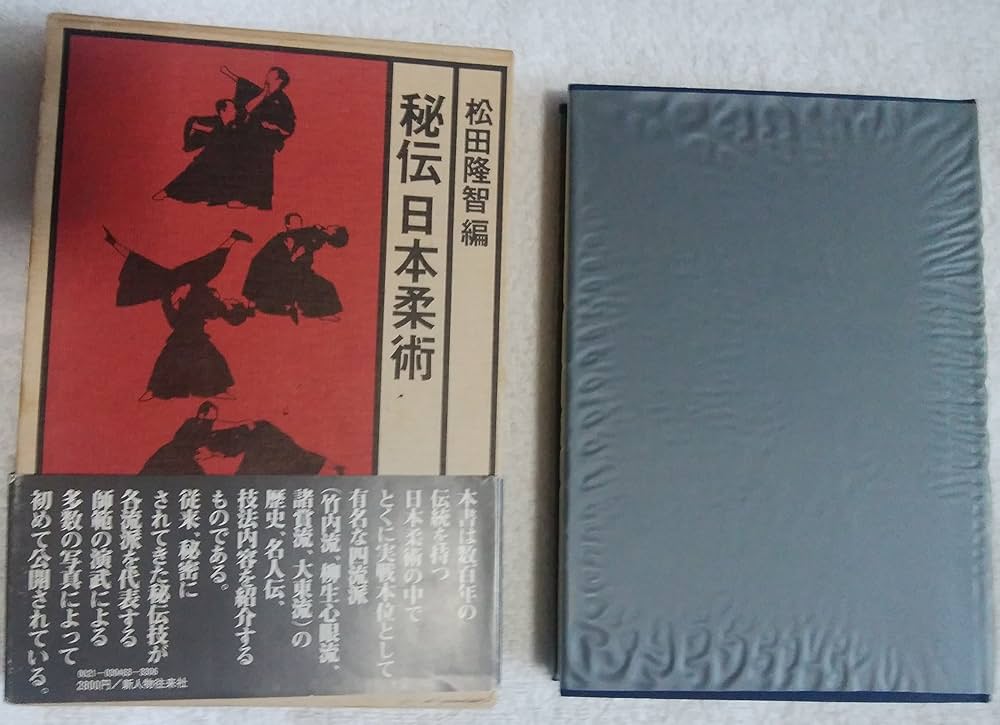 松田隆智 編
秘伝 日本柔術
本書は数百年の
伝統を持つ
日本柔術の中で
とくに実戦本位として
有名な四流派
(竹内流、柳生心眼流、
諸賞流、大東流)の
歴史、名人伝、
技法内容を紹介する
ものである。
従来、秘密に
されてきた秘伝技が
各流派を代表する
師範の演武による
多数の写真によって
初めて公開されている。
2800円/新人物往来社